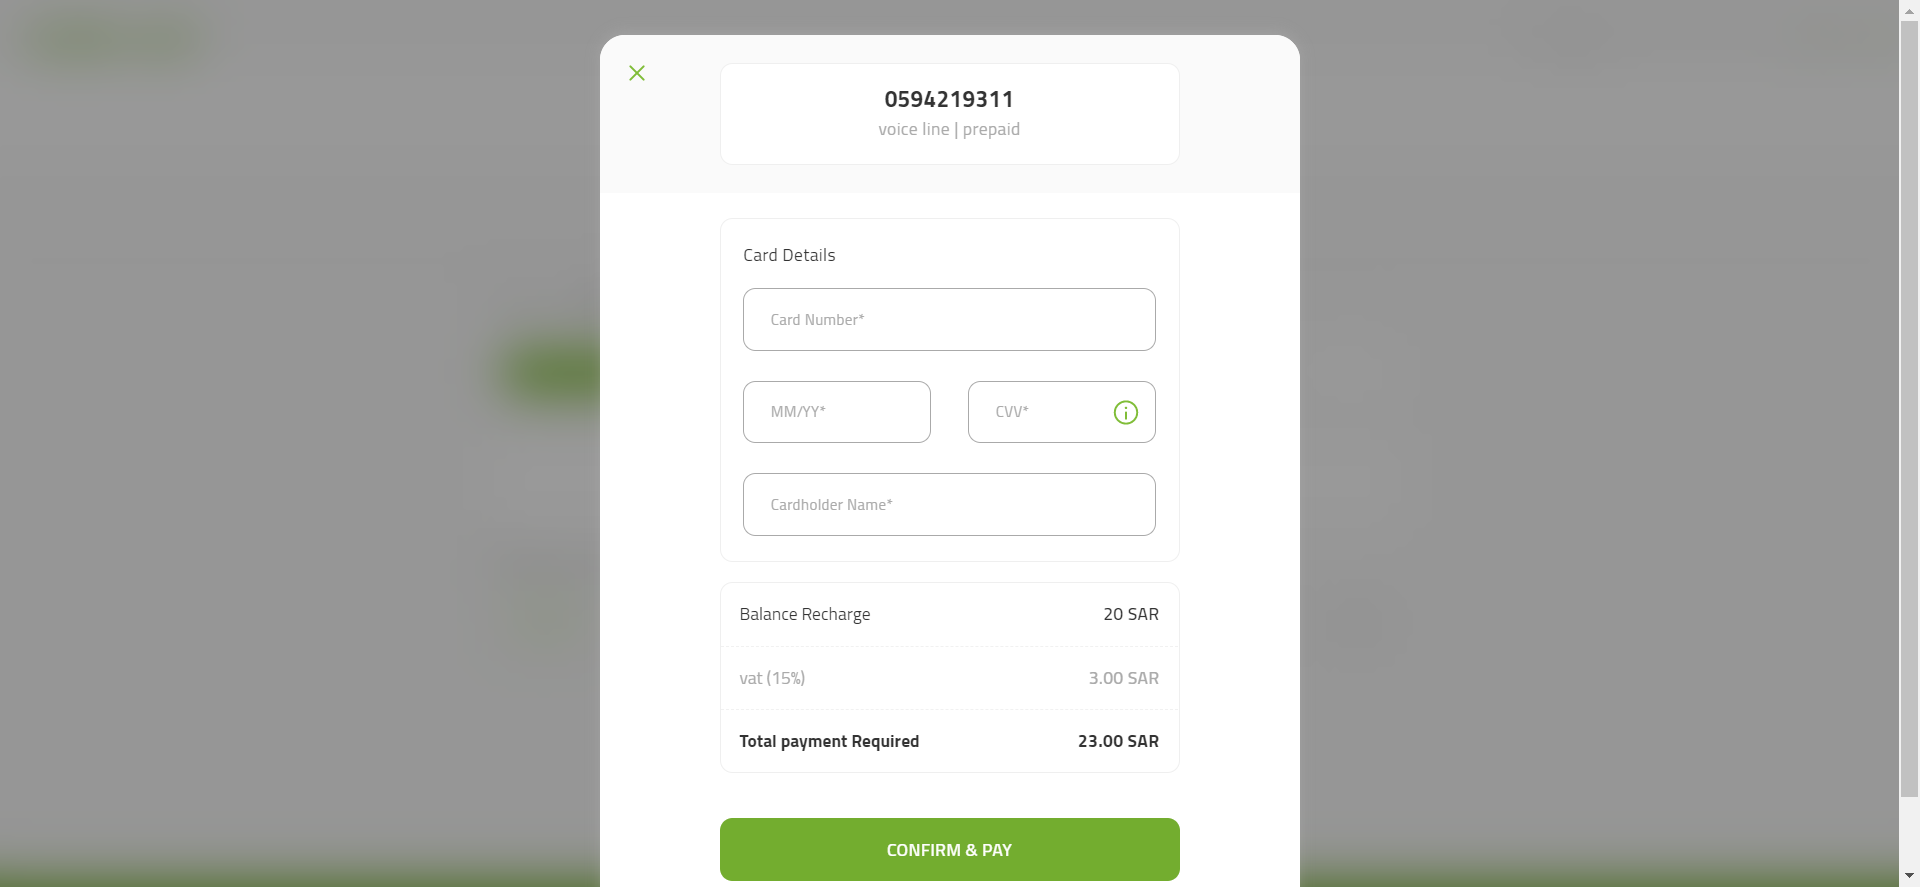 0594219311
voice line | prepaid
Card Details
Card Number*
MM/YY*
CVV*
Cardholder Name*
Balance Recharge 20 SAR
vat (15%) 3.00 SAR
Total payment Required 23.00 SAR
CONFIRM & PAY